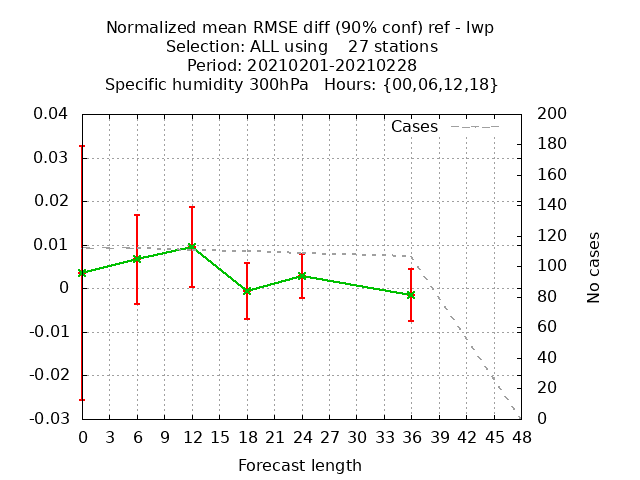 Normalized mean RMSE diff (90% conf) ref - lwp
Selection: ALL using 27 stations
Period: 20210201-20210228
Specific humidity 300hPa Hours: {00,06,12,18}
Cases
0.04
0.03
0.02
0.01
0
-0.01
-0.02
-0.03
200
180
160
140
120
100
80
60
40
20
0
No cases
0 3 6 9 12 15 18 21 24 27 30 33 36 39 42 45 48
Forecast length